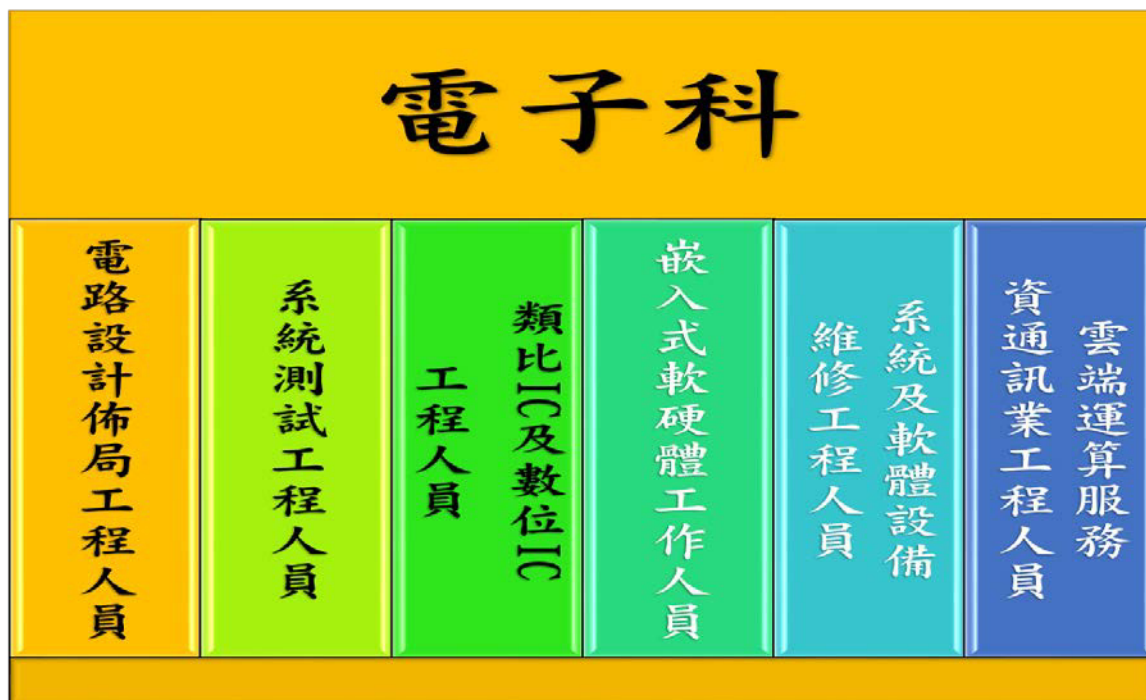 電子科
電路設計佈局工程人員
系統測試工程人員
類比IC及數位IC
工程人員
嵌入式軟硬體工作人員
系統及軟體設備
維修工程人員
雲端運算服務
資通訊業工程人員